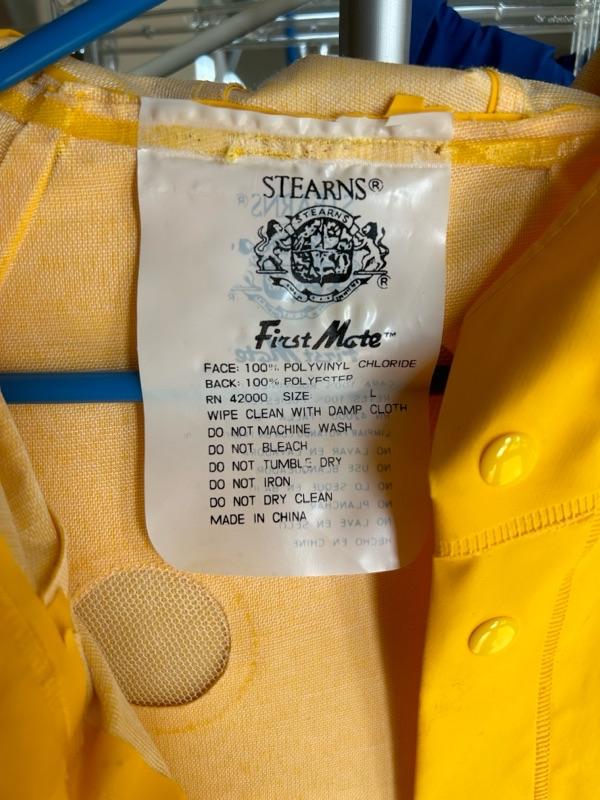 STEARNS®
STEARNS
®
First Mate™
FACE: 100% POLYVINYL CHLORIDE
BACK: 100% POLYESTER
RN 42000 SIZE: L
WIPE CLEAN WITH DAMP CLOTH
DO NOT MACHINE WASH
DO NOT BLEACH
DO NOT TUMBLE DRY
DO NOT IRON
DO NOT DRY CLEAN
MADE IN CHINA